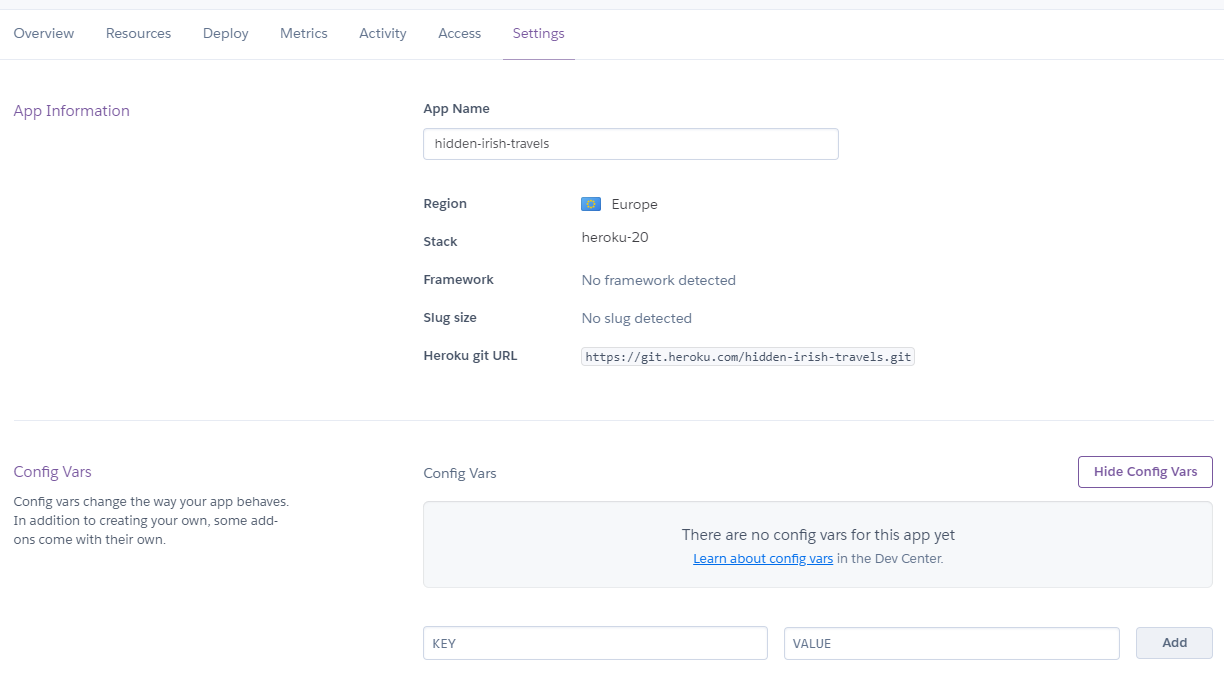 Overview Resources Deploy Metrics Activity Access Settings
App Information
App Name
hidden-irish-travels
Region Europe
Stack heroku-20
Framework No framework detected
Slug size No slug detected
Heroku git URL https://git.heroku.com/hidden-irish-travels.git
Config Vars
Config vars change the way your app behaves.
In addition to creating your own, some add-
ons come with their own.
Config Vars Hide Config Vars
There are no config vars for this app yet
Learn about config vars in the Dev Center.
KEY VALUE Add